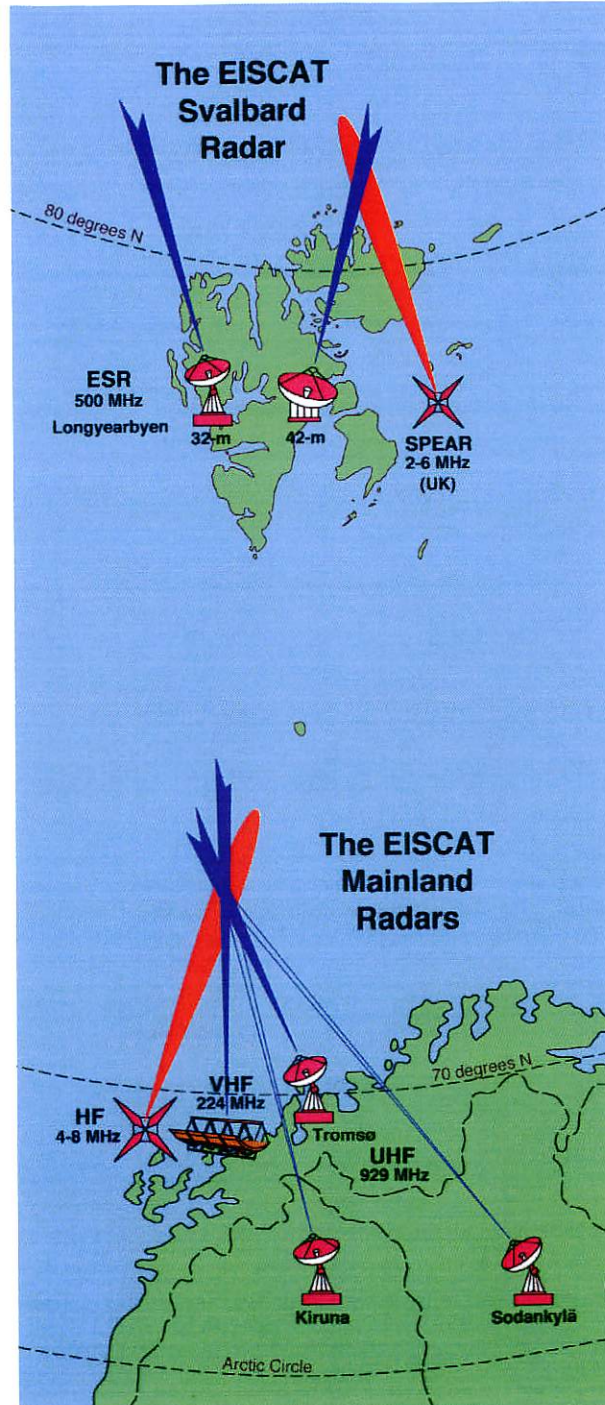 The EISCAT
Svalbard
Radar
80 degrees N
ESR
500 MHz
Longyearbyen
32-m
42-m
SPEAR
2-6 MHz
(UK)
The EISCAT
Mainland
Radars
70 degrees N
VHF
224 MHz
HF
4-8 MHz
Tromsø
UHF
929 MHz
Kiruna
Sodankylä
Arctic Circle